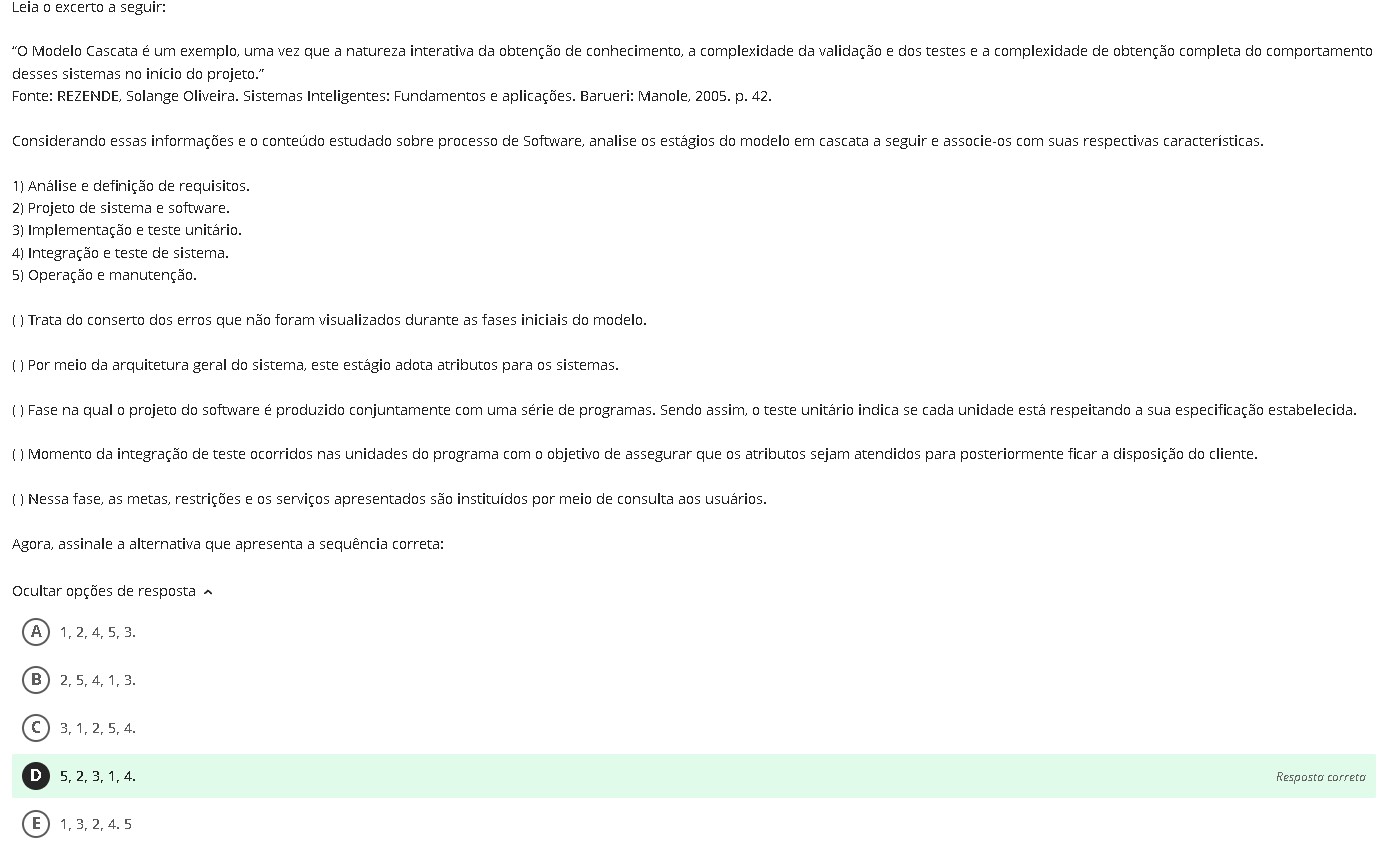 Leia o excerto a seguir:
“O Modelo Cascata é um exemplo, uma vez que a natureza interativa da obtenção de conhecimento, a complexidade da validação e dos testes e a complexidade de obtenção completa do comportamento
desses sistemas no início do projeto.”
Fonte: REZENDE, Solange Oliveira. Sistemas Inteligentes: Fundamentos e aplicações. Barueri: Manole, 2005. p. 42.
Considerando essas informações e o conteúdo estudado sobre processo de Software, analise os estágios do modelo em cascata a seguir e associe-os com suas respectivas características.
1) Análise e definição de requisitos.
2) Projeto de sistema e software.
3) Implementação e teste unitário.
4) Integração e teste de sistema.
5) Operação e manutenção.
( ) Trata do conserto dos erros que não foram visualizados durante as fases iniciais do modelo.
( ) Por meio da arquitetura geral do sistema, este estágio adota atributos para os sistemas.
( ) Fase na qual o projeto do software é produzido conjuntamente com uma série de programas. Sendo assim, o teste unitário indica se cada unidade está respeitando a sua especificação estabelecida.
( ) Momento da integração de teste ocorridos nas unidades do programa com o objetivo de assegurar que os atributos sejam atendidos para posteriormente ficar a disposição do cliente.
( ) Nessa fase, as metas, restrições e os serviços apresentados são instituídos por meio de consulta aos usuários.
Agora, assinale a alternativa que apresenta a sequência correta:
Ocultar opções de resposta
A 1, 2, 4, 5, 3.
B 2, 5, 4, 1, 3.
C 3, 1, 2, 5, 4.
D 5, 2, 3, 1, 4. Resposta correta
E 1, 3, 2, 4. 5